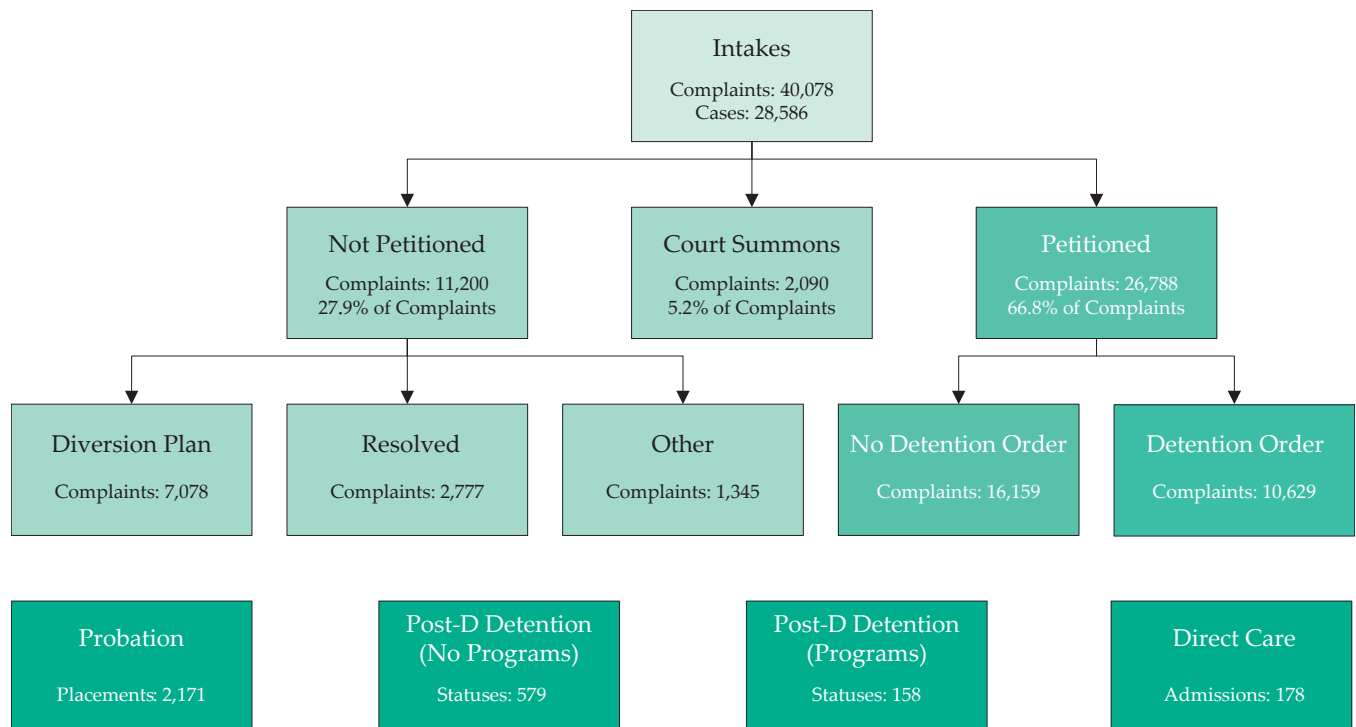 Intakes
Complaints: 40,078
Cases: 28,586
Not Petitioned
Complaints: 11,200
27.9% of Complaints
Court Summons
Complaints: 2,090
5.2% of Complaints
Petitioned
Complaints: 26,788
66.8% of Complaints
Diversion Plan
Complaints: 7,078
Resolved
Complaints: 2,777
Other
Complaints: 1,345
No Detention Order
Complaints: 16,159
Detention Order
Complaints: 10,629
Probation
Placements: 2,171
Post-D Detention
(No Programs)
Statuses: 579
Post-D Detention
(Programs)
Statuses: 158
Direct Care
Admissions: 178